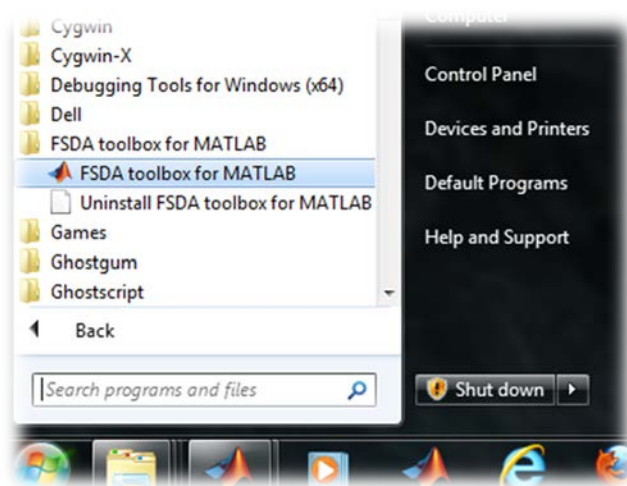 Cygwin
Cygwin-X
Debugging Tools for Windows (x64)
Dell
FSDA toolbox for MATLAB
FSDA toolbox for MATLAB
Uninstall FSDA toolbox for MATLAB
Games
Ghostgum
Ghostscript
Back
Search programs and files
Computer
Control Panel
Devices and Printers
Default Programs
Help and Support
Shut down